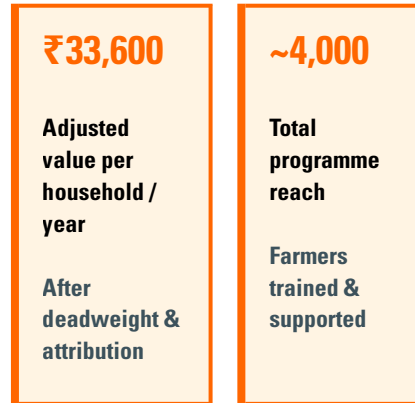 ₹33,600
Adjusted
value per
household /
year
After
deadweight &
attribution
~4,000
Total
programme
reach
Farmers
trained &
supported